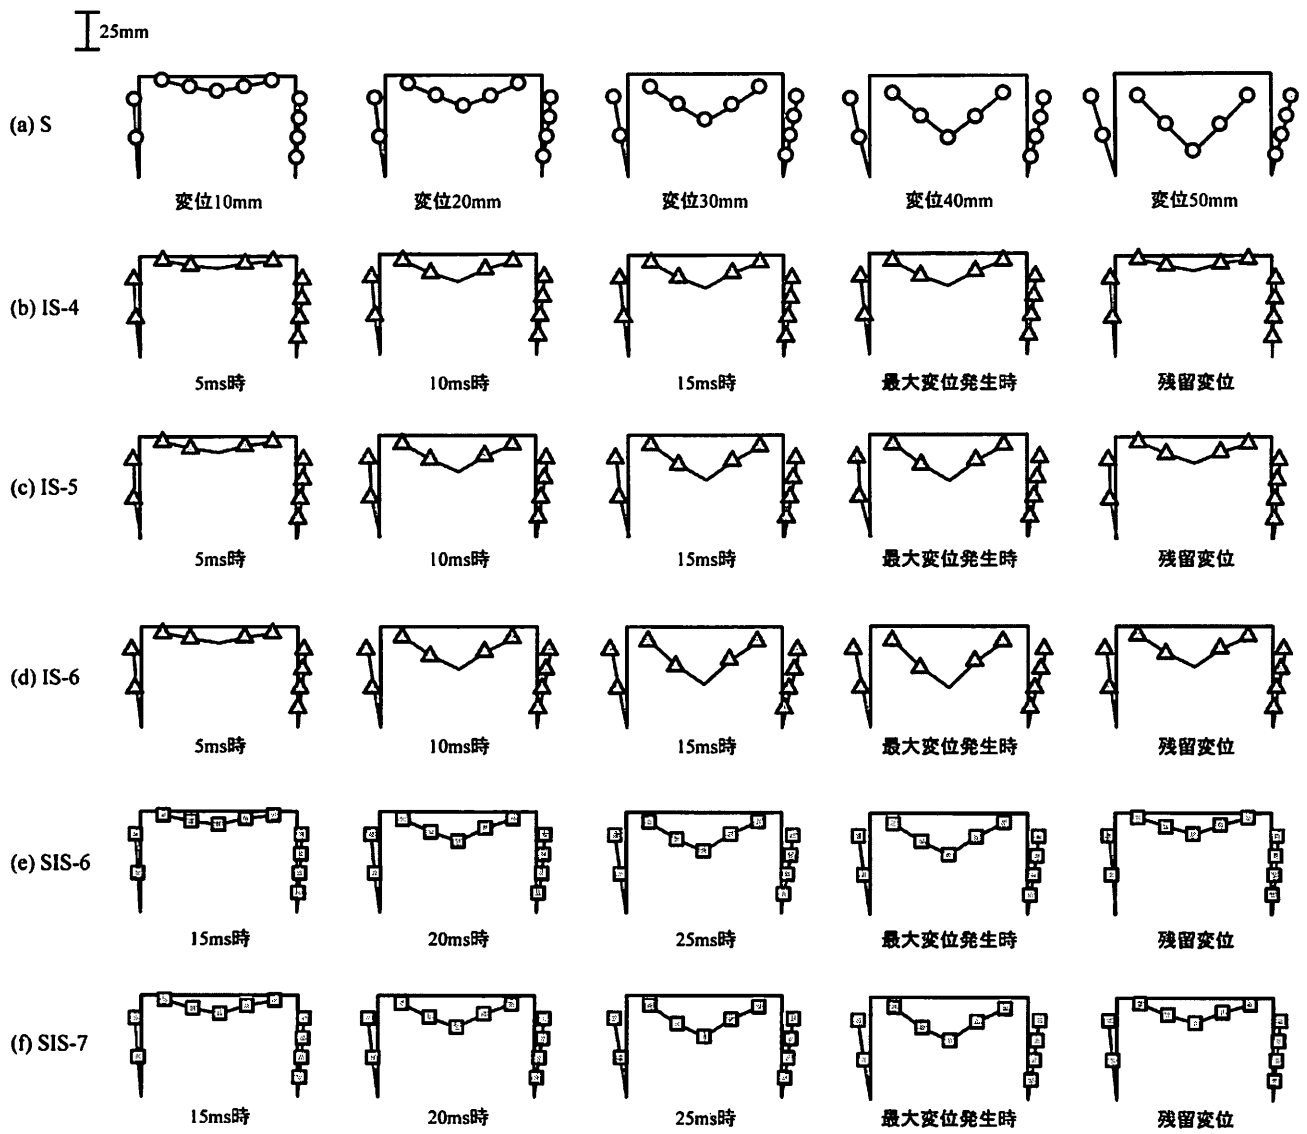 25mm
(a) S
変位10mm 変位20mm 変位30mm 変位40mm 変位50mm
(b) IS-4
5ms時 10ms時 15ms時 最大変位発生時 残留変位
(c) IS-5
5ms時 10ms時 15ms時 最大変位発生時 残留変位
(d) IS-6
5ms時 10ms時 15ms時 最大変位発生時 残留変位
(e) SIS-6
15ms時 20ms時 25ms時 最大変位発生時 残留変位
(f) SIS-7
15ms時 20ms時 25ms時 最大変位発生時 残留変位